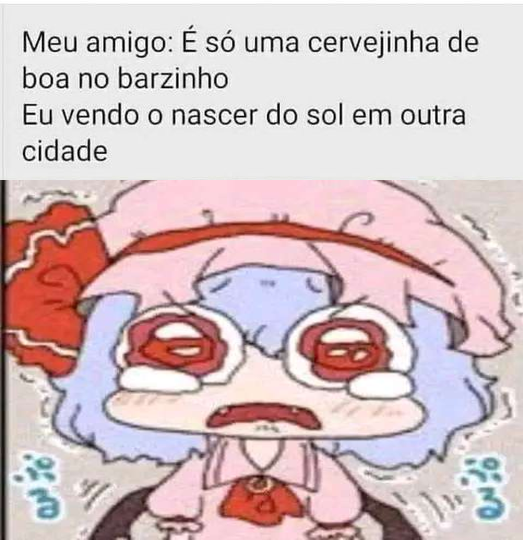 Meu amigo: É só uma cervejinha de
boa no barzinho
Eu vendo o nascer do sol em outra
cidade